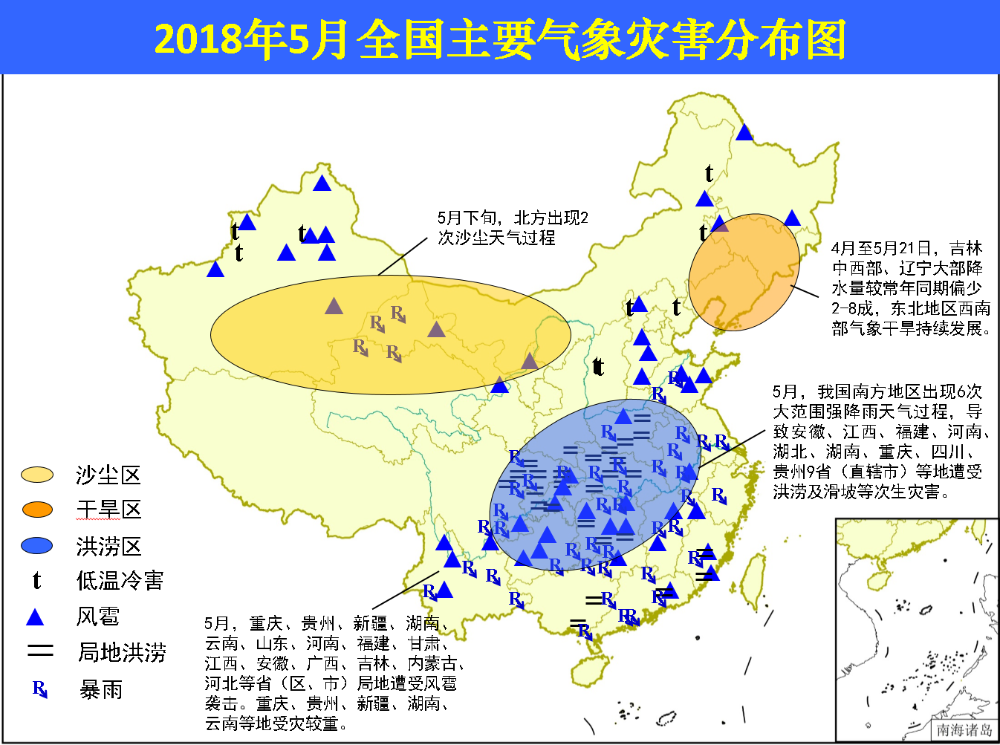 2018年5月全国主要气象灾害分布图
5月下旬，北方出现2
次沙尘天气过程
4月至5月21日，吉林
中西部、辽宁大部降
水量较常年同期偏少
2-8成，东北地区西南
部气象干旱持续发展。
5月，我国南方地区出现6次
大范围强降雨天气过程，导
致安徽、江西、福建、河南、
湖北、湖南、重庆、四川、
贵州9省（直辖市）等地遭受
洪涝及滑坡等次生灾害。
沙尘区
干旱区
洪涝区
t 低温冷害
风雹
局地洪涝
R 暴雨
5月，重庆、贵州、新疆、湖南、
云南、山东、河南、福建、甘肃、
江西、安徽、广西、吉林、内蒙古、
河北等省（区、市）局地遭受风雹
袭击。重庆、贵州、新疆、湖南、
云南等地受灾较重。
南海诸岛